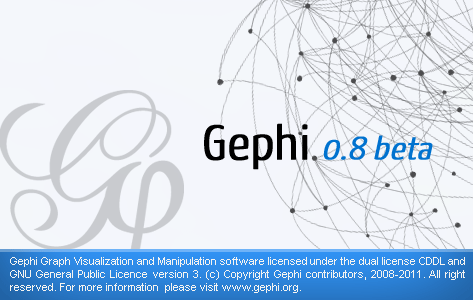 Gephi 0.8 beta
Gephi Graph Visualization and Manipulation software licensed under the dual license CDDL and
GNU General Public Licence version 3. (c) Copyright Gephi contributors, 2008-2011. All right
reserved. For more information please visit www.gephi.org.